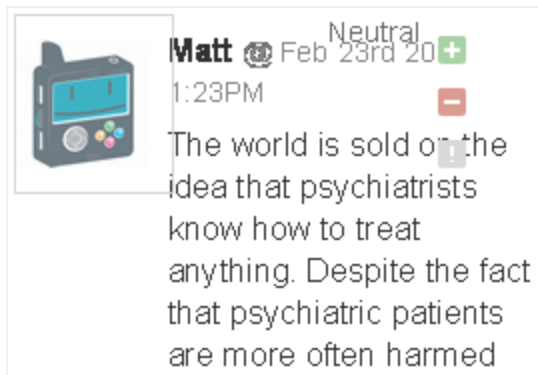 Neutral
Matt @ Feb 23rd 20
1:23PM
The world is sold on the
idea that psychiatrists
know how to treat
anything. Despite the fact
that psychiatric patients
are more often harmed